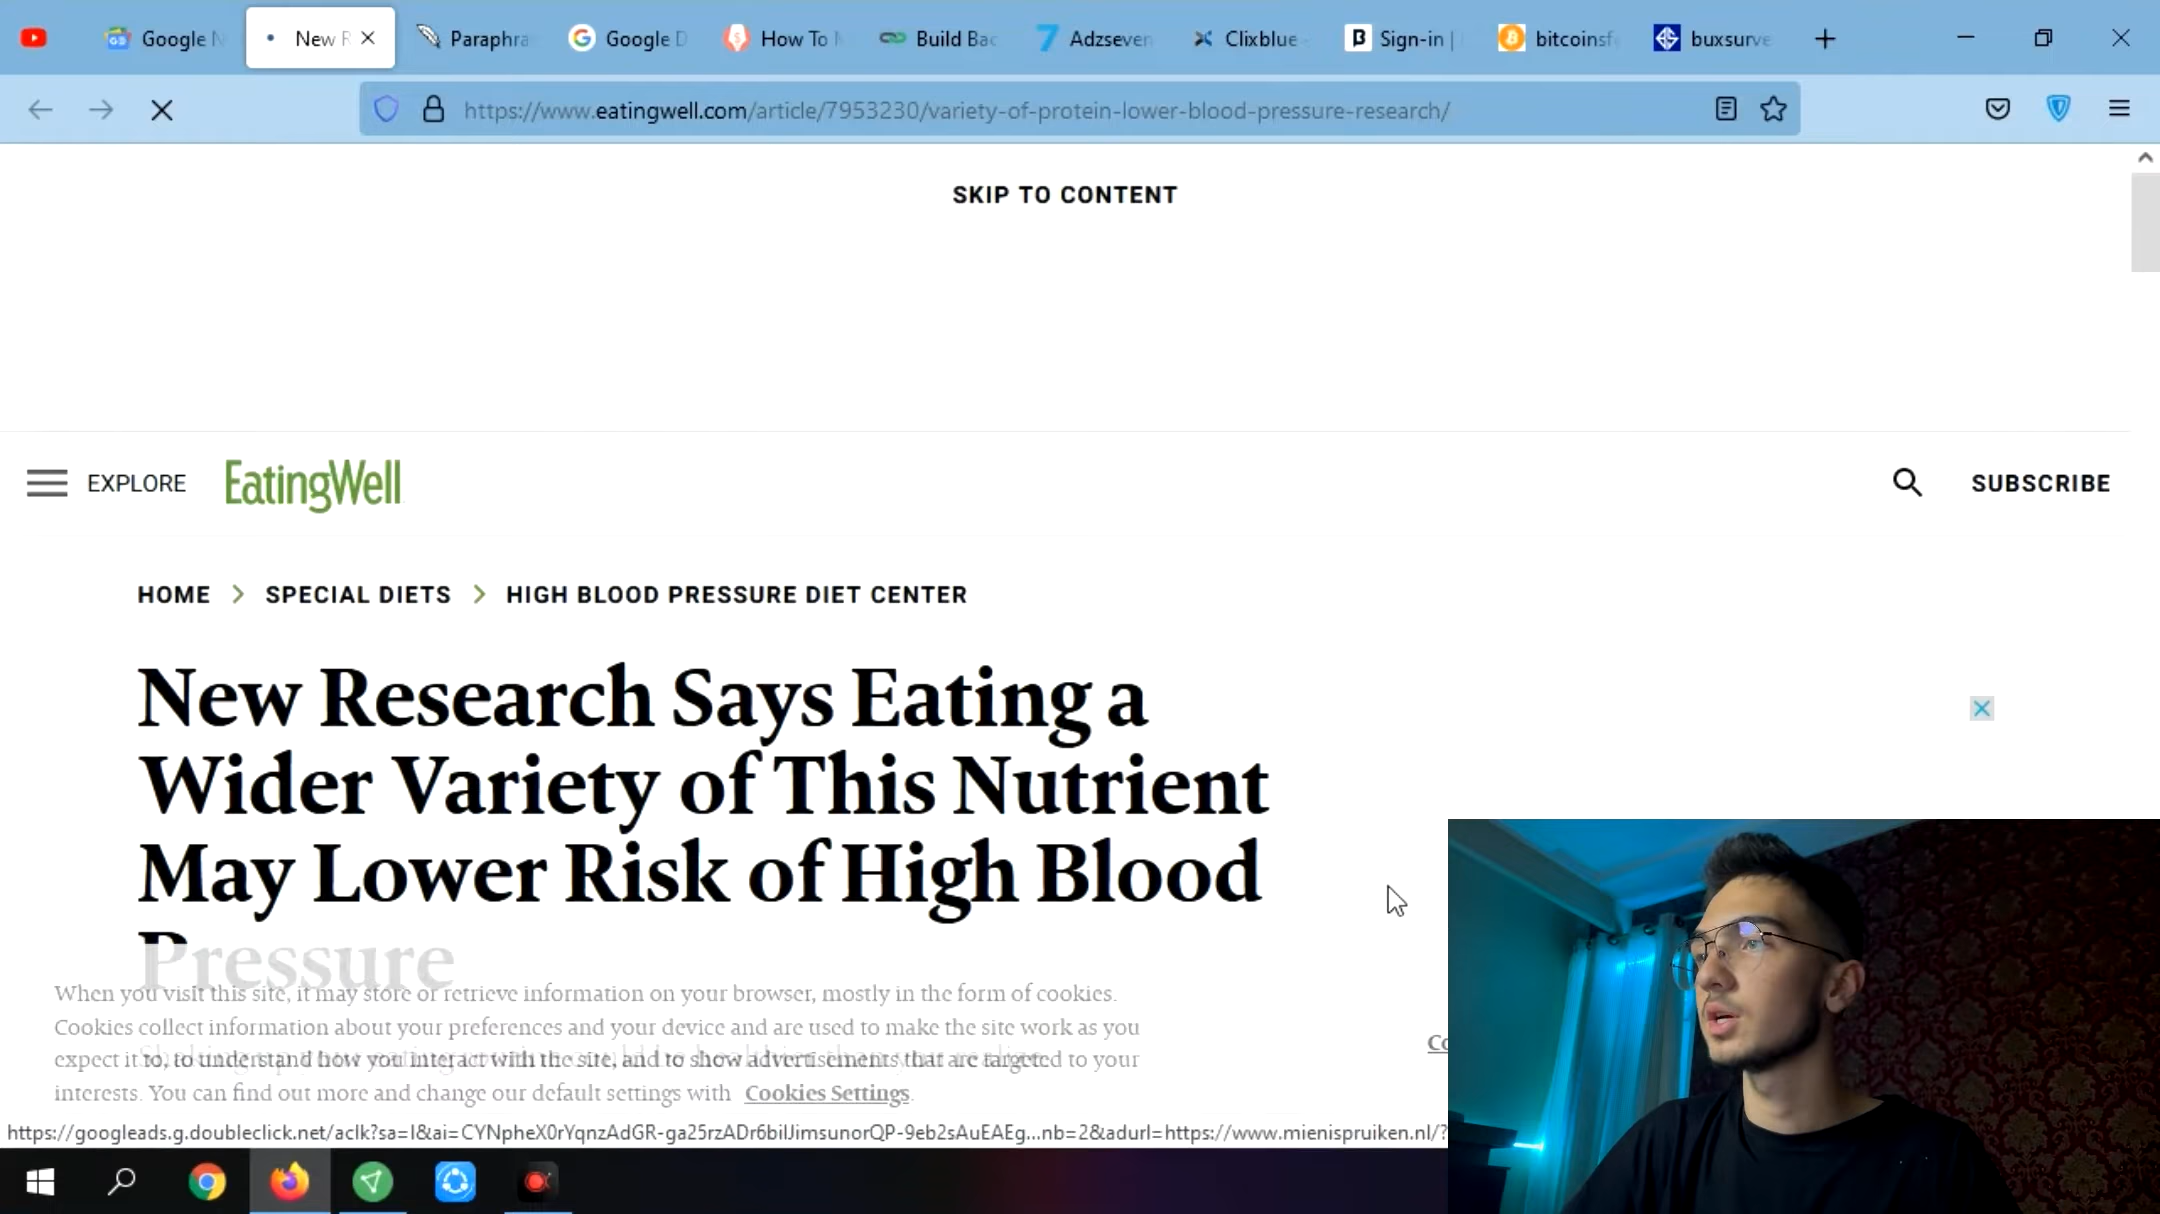 Google N
New R
Paraphra
Google D
How To M
Build Bac
Adzseven
Clixblue
Sign-in |
bitcoinsf
buxsurve
https://www.eatingwell.com/article/7953230/variety-of-protein-lower-blood-pressure-research/
SKIP TO CONTENT
EXPLORE
EatingWell
SUBSCRIBE
HOME > SPECIAL DIETS > HIGH BLOOD PRESSURE DIET CENTER
New Research Says Eating a
Wider Variety of This Nutrient
May Lower Risk of High Blood
Pressure
When you visit this site, it may store or retrieve information on your browser, mostly in the form of cookies.
Cookies collect information about your preferences and your device and are used to make the site work as you
expect it to, to understand how you interact with the site, and to show advertisements that are targeted to your
interests. You can find out more and change our default settings with Cookies Settings.
Co
https://googleads.g.doubleclick.net/aclk?sa=l&ai=CYNpheX0rYqnzAdGR-ga25rzADr6bilJimsunorQP-9eb2sAuEAEg...nb=2&adurl=https://www.mienispruiken.nl/?